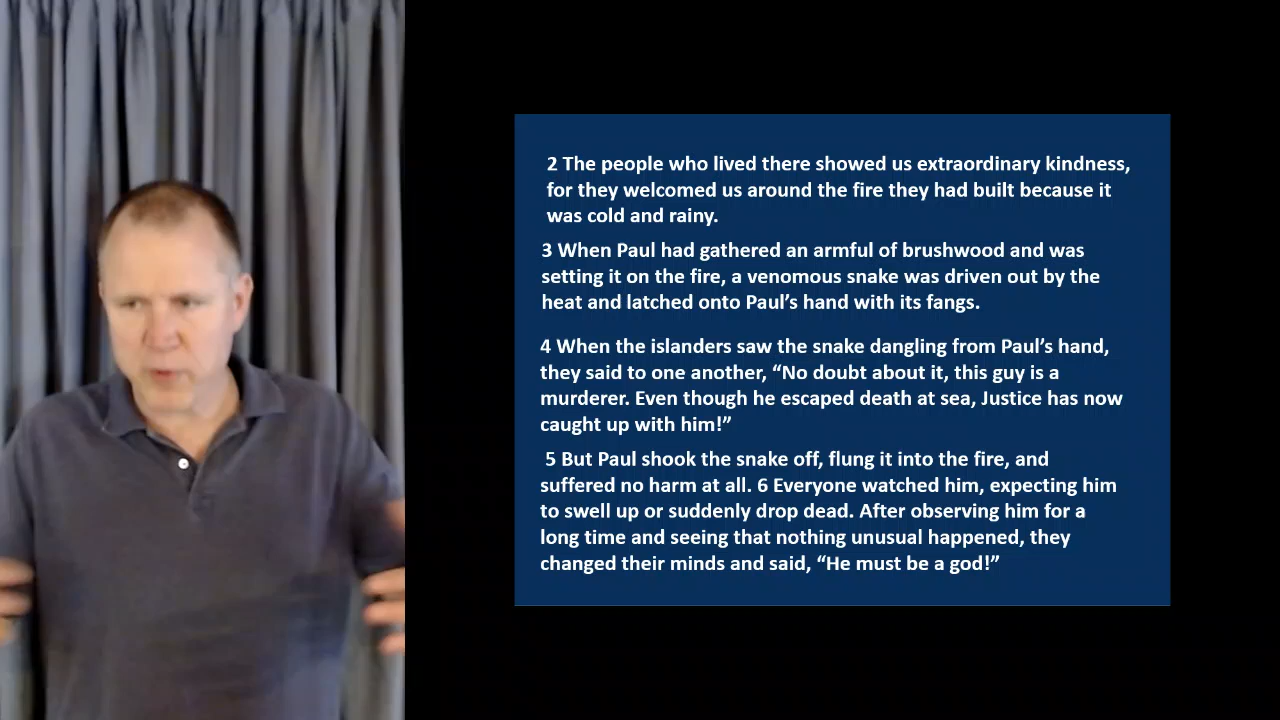 2 The people who lived there showed us extraordinary kindness,
for they welcomed us around the fire they had built because it
was cold and rainy.
3 When Paul had gathered an armful of brushwood and was
setting it on the fire, a venomous snake was driven out by the
heat and latched onto Paul’s hand with its fangs.
4 When the islanders saw the snake dangling from Paul’s hand,
they said to one another, “No doubt about it, this guy is a
murderer. Even though he escaped death at sea, Justice has now
caught up with him!”
5 But Paul shook the snake off, flung it into the fire, and
suffered no harm at all. 6 Everyone watched him, expecting him
to swell up or suddenly drop dead. After observing him for a
long time and seeing that nothing unusual happened, they
changed their minds and said, “He must be a god!”